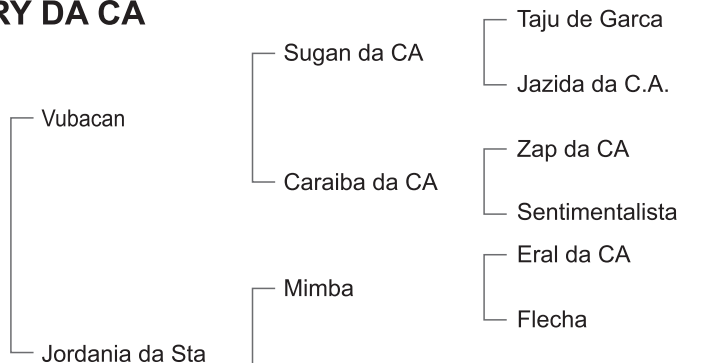 RY DA CA
Taju de Garca
Sugan da CA
Jazida da C.A.
Vubacan
Zap da CA
Caraiba da CA
Sentimentalista
Eral da CA
Mimba
Flecha
Jordania da Sta